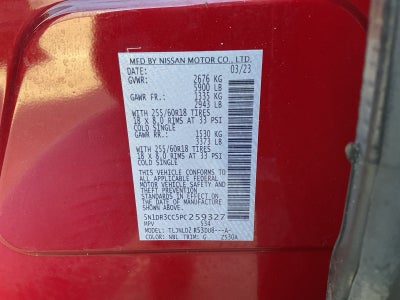 MFD BY NISSAN MOTOR CO., LTD.
DATE: 03/23
GVWR: 2676 KG
5900 LB
GAWR FR.: 1335 KG
2943 LB
WITH 255/60R18 TIRES
18 X 8.0 RIMS AT 33 PSI
COLD SINGLE
GAWR RR.: 1530 KG
3373 LB
WITH 255/60R18 TIRES
18 X 8.0 RIMS AT 33 PSI
COLD SINGLE
THIS VEHICLE CONFORMS TO
ALL APPLICABLE FEDERAL
MOTOR VEHICLE SAFETY
STANDARDS IN EFFECT ON
THE DATE OF MANUFACTURE
SHOWN ABOVE
5N1DR3CC5PC259327
MPV 534
MODEL:
COLOR: NBL TRIM: G